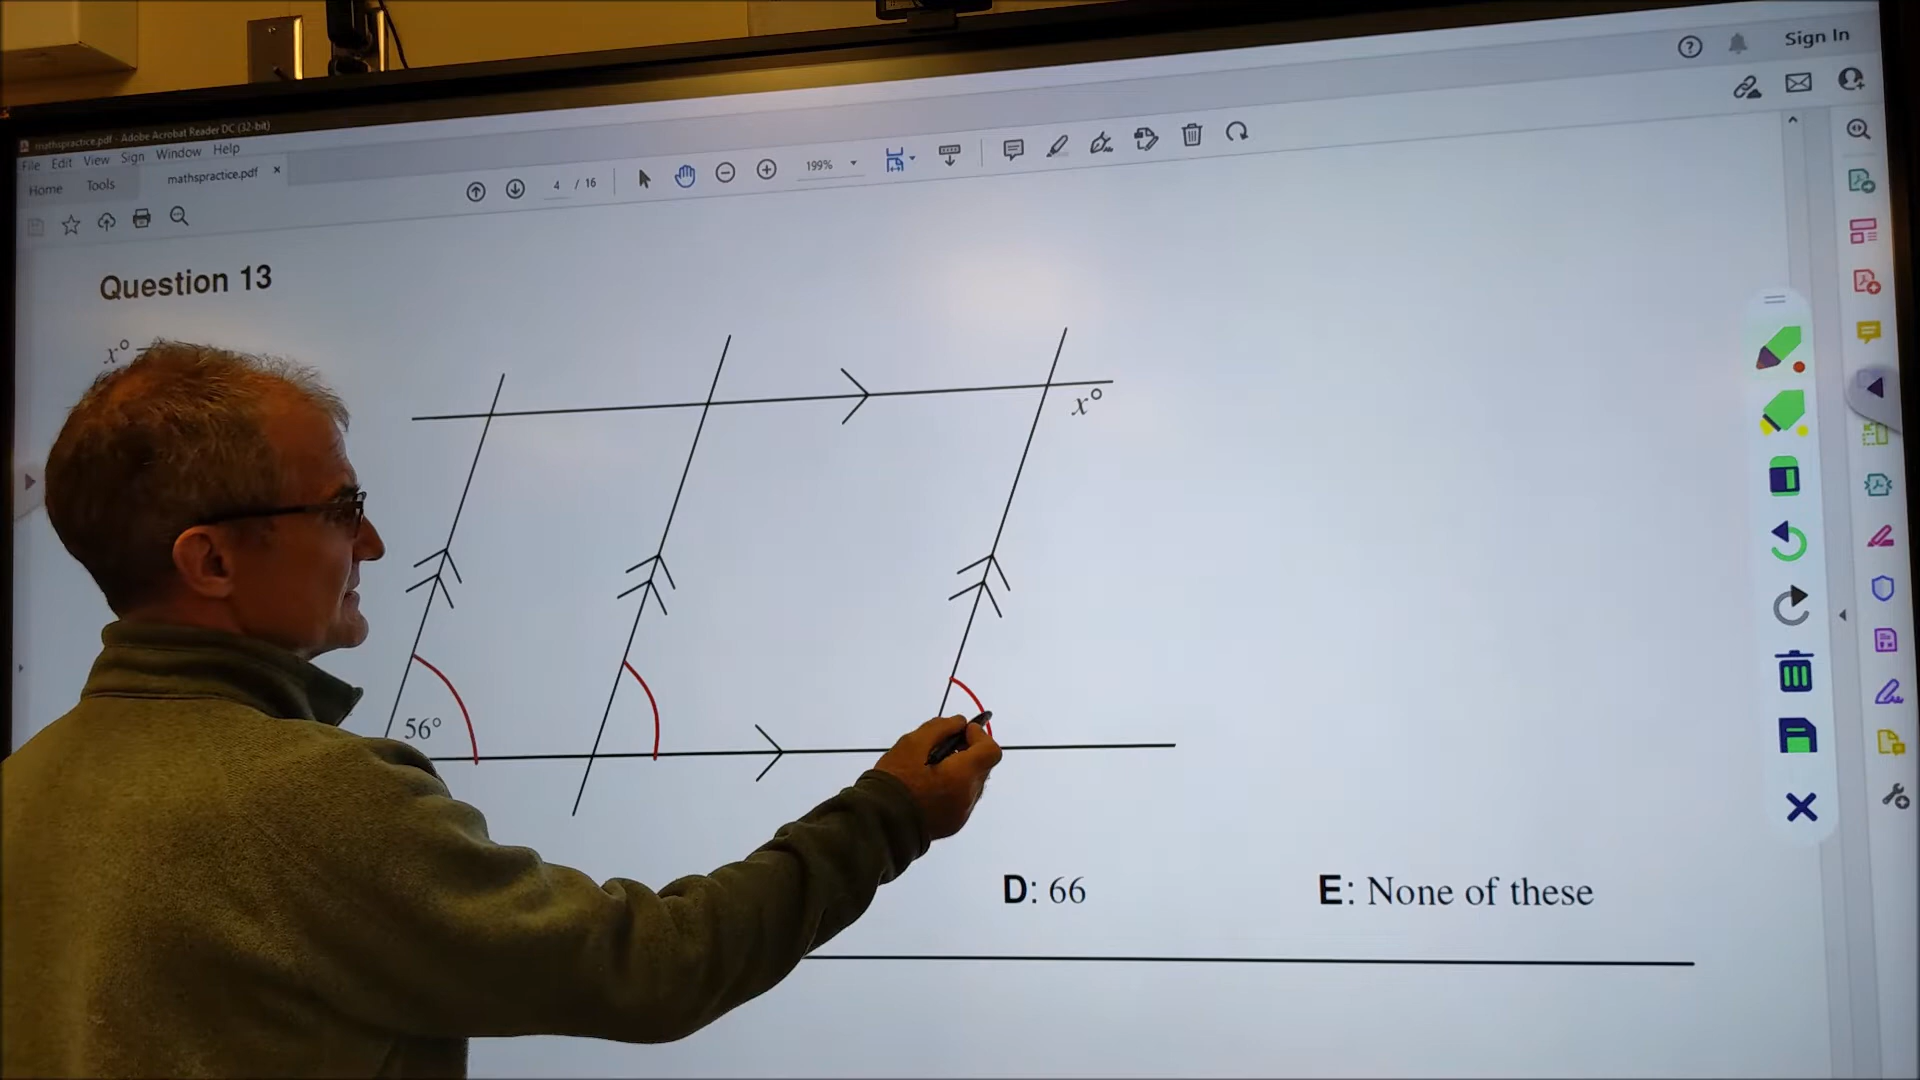 Sign In
mathspractice.pdf - Adobe Acrobat Reader DC (32-bit)
File Edit View Sign Window Help
Home Tools mathspractice.pdf ×
4 / 16 199%
Question 13
x°
x°
56°
D: 66 E: None of these